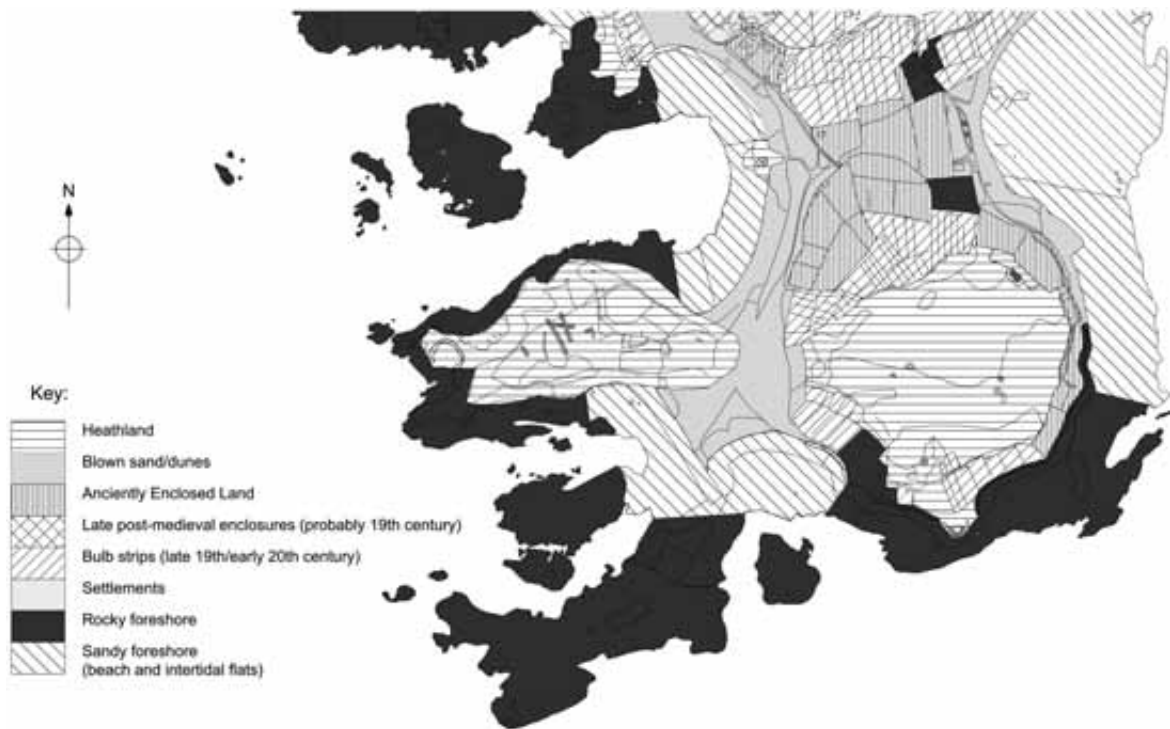 N
Key:
Heathland
Blown sand/dunes
Anciently Enclosed Land
Late post-medieval enclosures (probably 19th century)
Bulb strips (late 19th/early 20th century)
Settlements
Rocky foreshore
Sandy foreshore
(beach and intertidal flats)